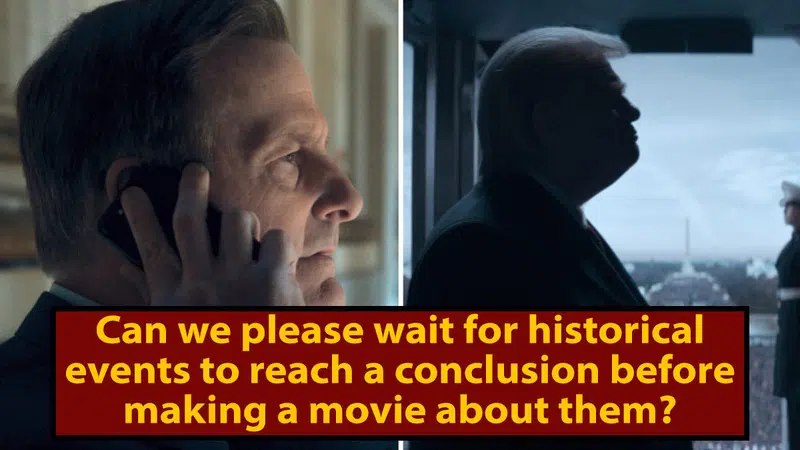 Can we please wait for historical
events to reach a conclusion before
making a movie about them?